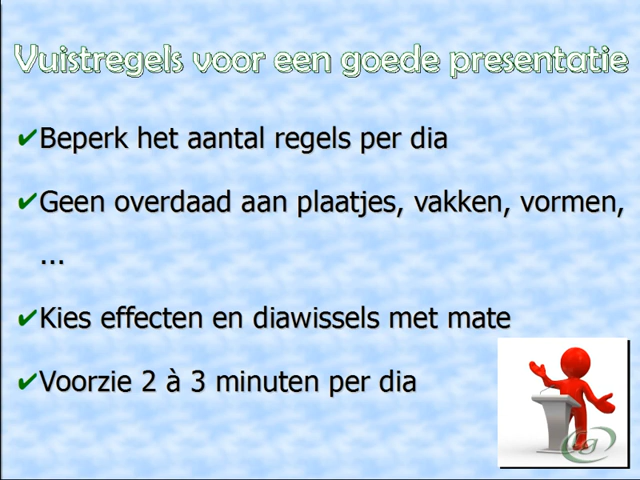 Vuistregels voor een goede presentatie
✔Beperk het aantal regels per dia
✔Geen overdaad aan plaatjes, vakken, vormen,
...
✔Kies effecten en diawissels met mate
✔Voorzie 2 à 3 minuten per dia